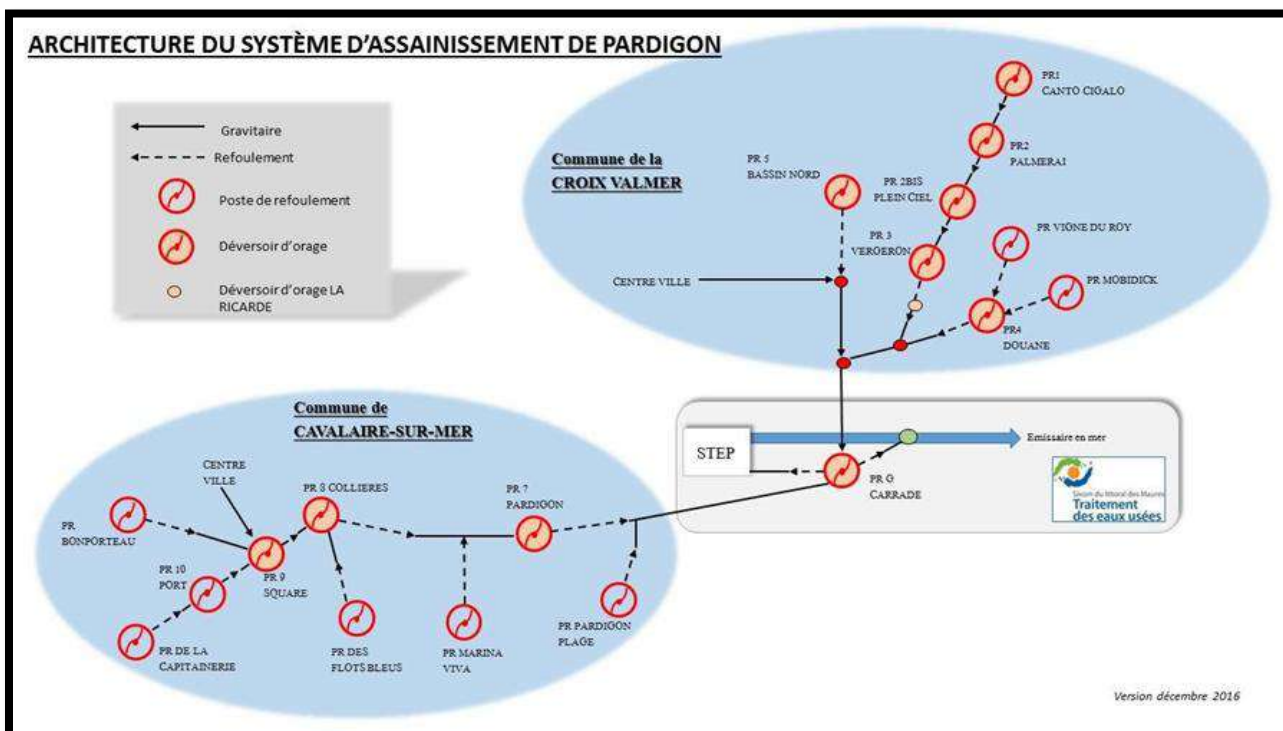 ARCHITECTURE DU SYSTÈME D'ASSAINISSEMENT DE PARDIGON
Gravitaire
Refoulement
Poste de refoulement
Déversoir d'orage
Déversoir d'orage LA
RICARDE
Commune de la
CROIX VALMER
PR1
CANTO CIGALO
PR2
PALMERAI
PR 5
BASSIN NORD
PR 2BIS
PLEIN CIEL
PR 3
VERGERON
PR VIGNE DU ROY
PR MOBIDICK
PR4
DOUANE
CENTRE VILLE
Commune de
CAVALAIRE-SUR-MER
CENTRE
VILLE
PR 8 COLLIERES
PR 7
PARDIGON
PR
BONPORTEAU
PR 10
PORT
PR 9
SQUARE
PR DE LA
CAPITAINERIE
PR DES
FLOTS BLEUS
PR MARINA
VIVA
PR PARDIGON
PLAGE
STEP
Emissaire en mer
PR G
CARRADE
Sivom du littoral des Maures
Traitement
des eaux usées
Version décembre 2016